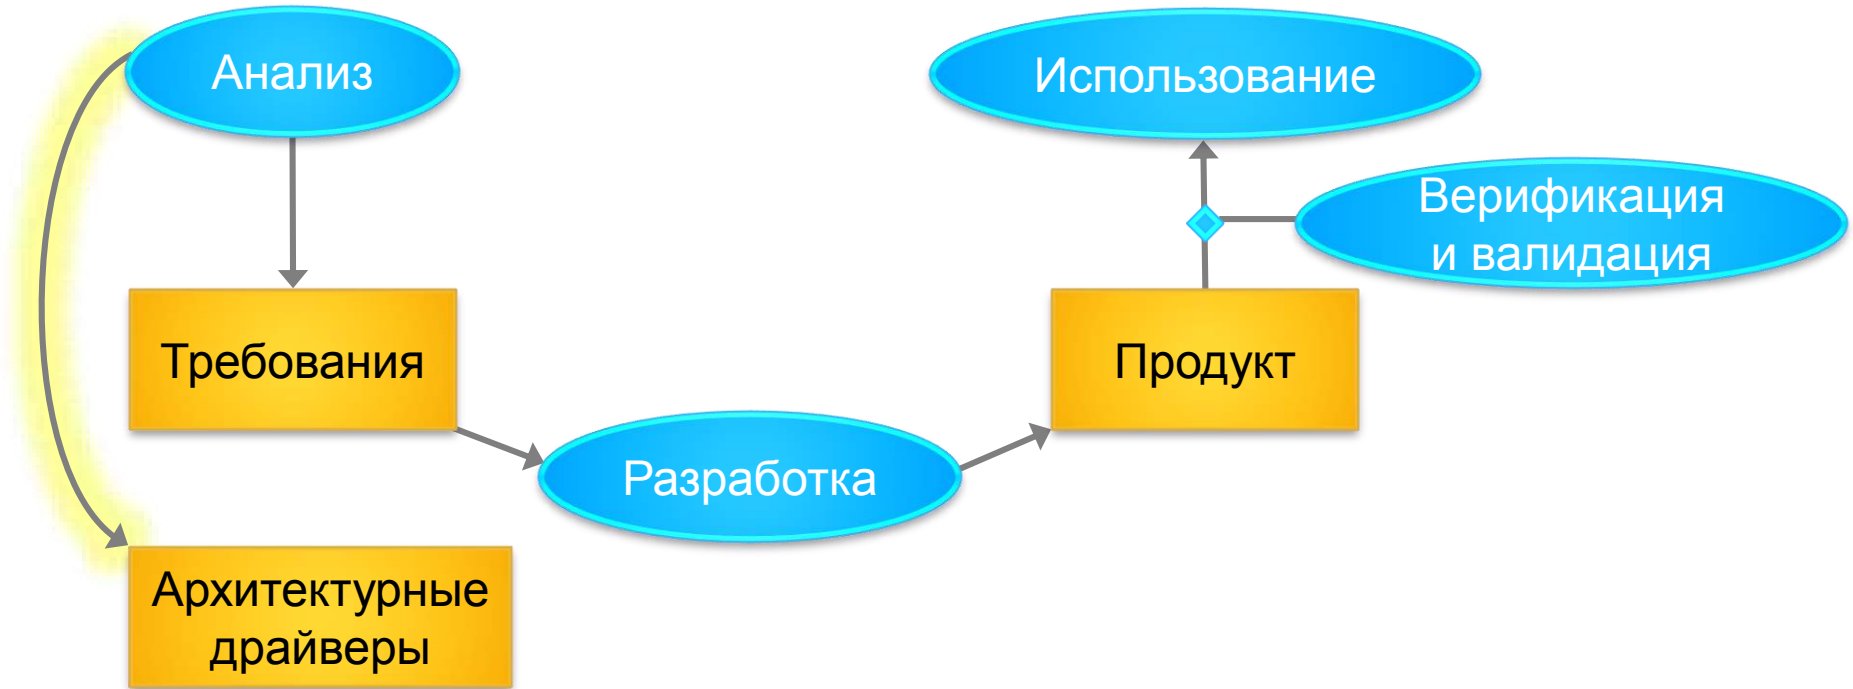 Анализ
Использование
Верификация
и валидация
Требования
Продукт
Разработка
Архитектурные
драйверы